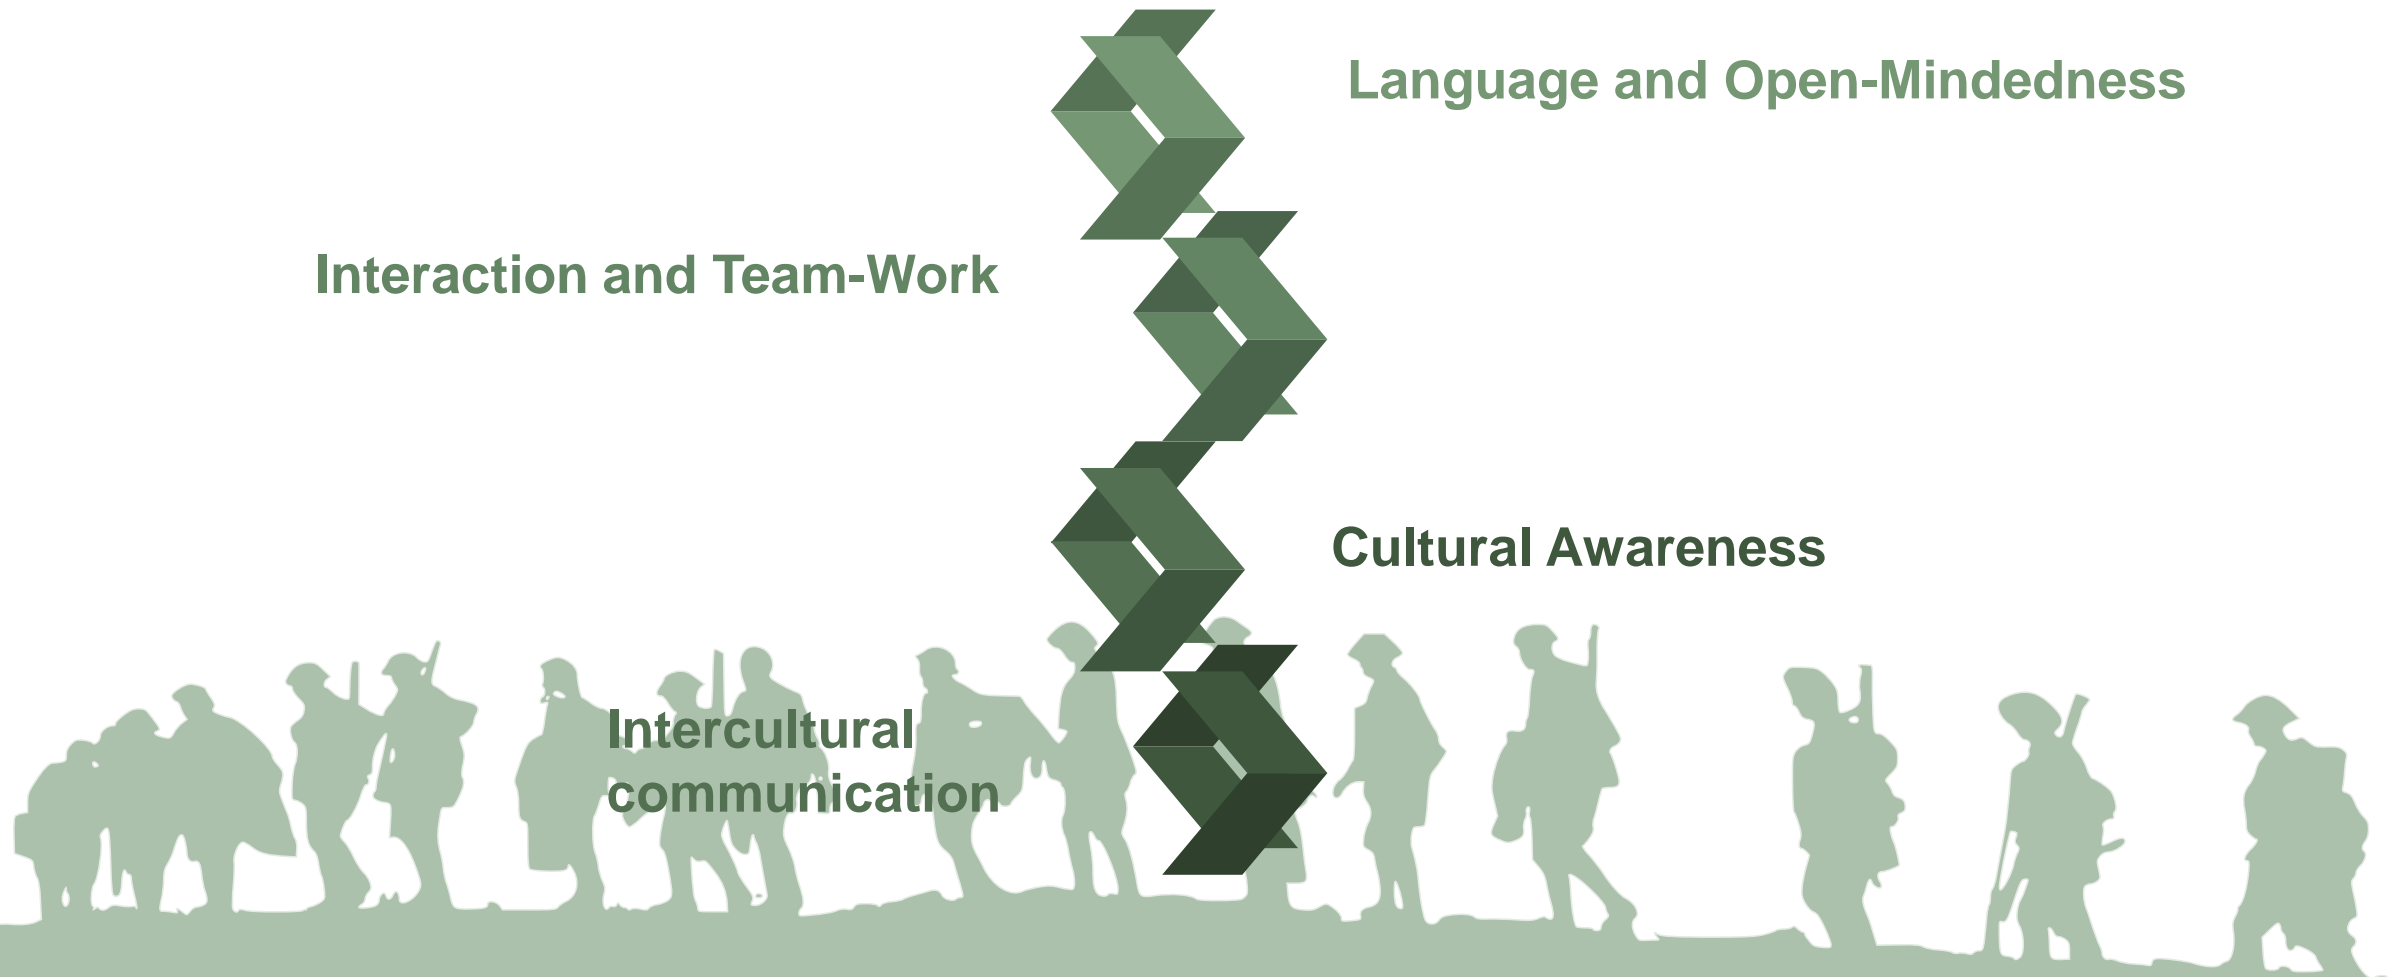 Language and Open-Mindedness
Interaction and Team-Work
Cultural Awareness
Intercultural
communication